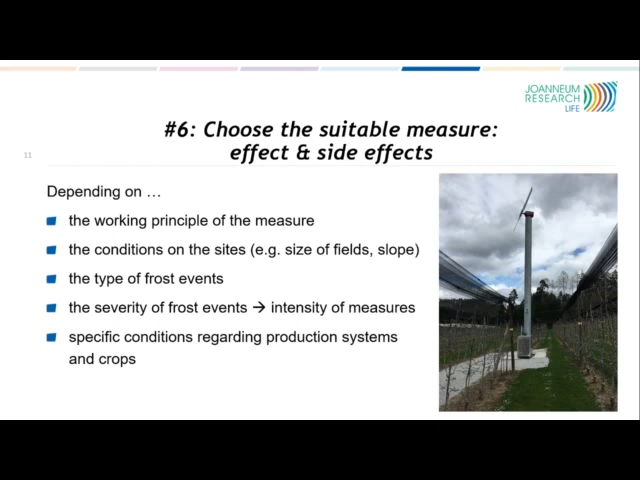 JOANNEUM
RESEARCH
LIFE
#6: Choose the suitable measure:
effect & side effects
11
Depending on …
the working principle of the measure
the conditions on the sites (e.g. size of fields, slope)
the type of frost events
the severity of frost events → intensity of measures
specific conditions regarding production systems
and crops